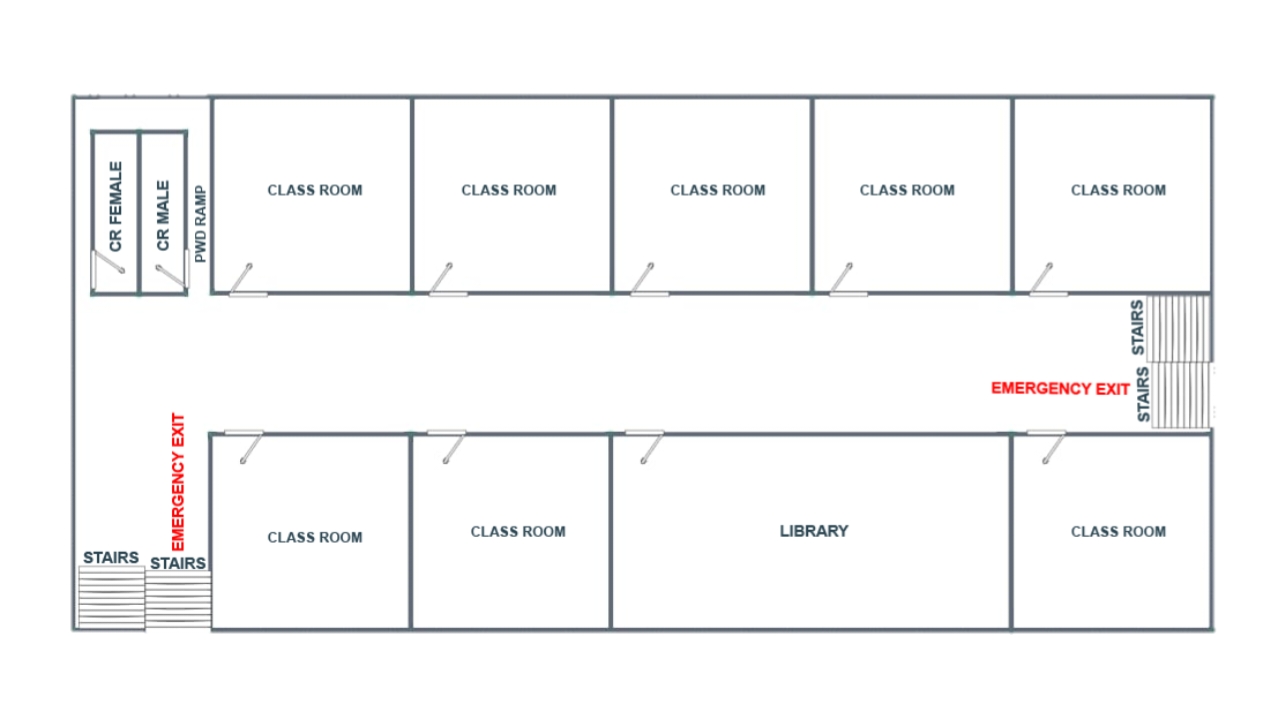 CR FEMALE
CR MALE
PWD RAMP
CLASS ROOM
CLASS ROOM
CLASS ROOM
CLASS ROOM
CLASS ROOM
STAIRS
EMERGENCY EXIT
STAIRS
EMERGENCY EXIT
STAIRS
STAIRS
CLASS ROOM
CLASS ROOM
LIBRARY
CLASS ROOM